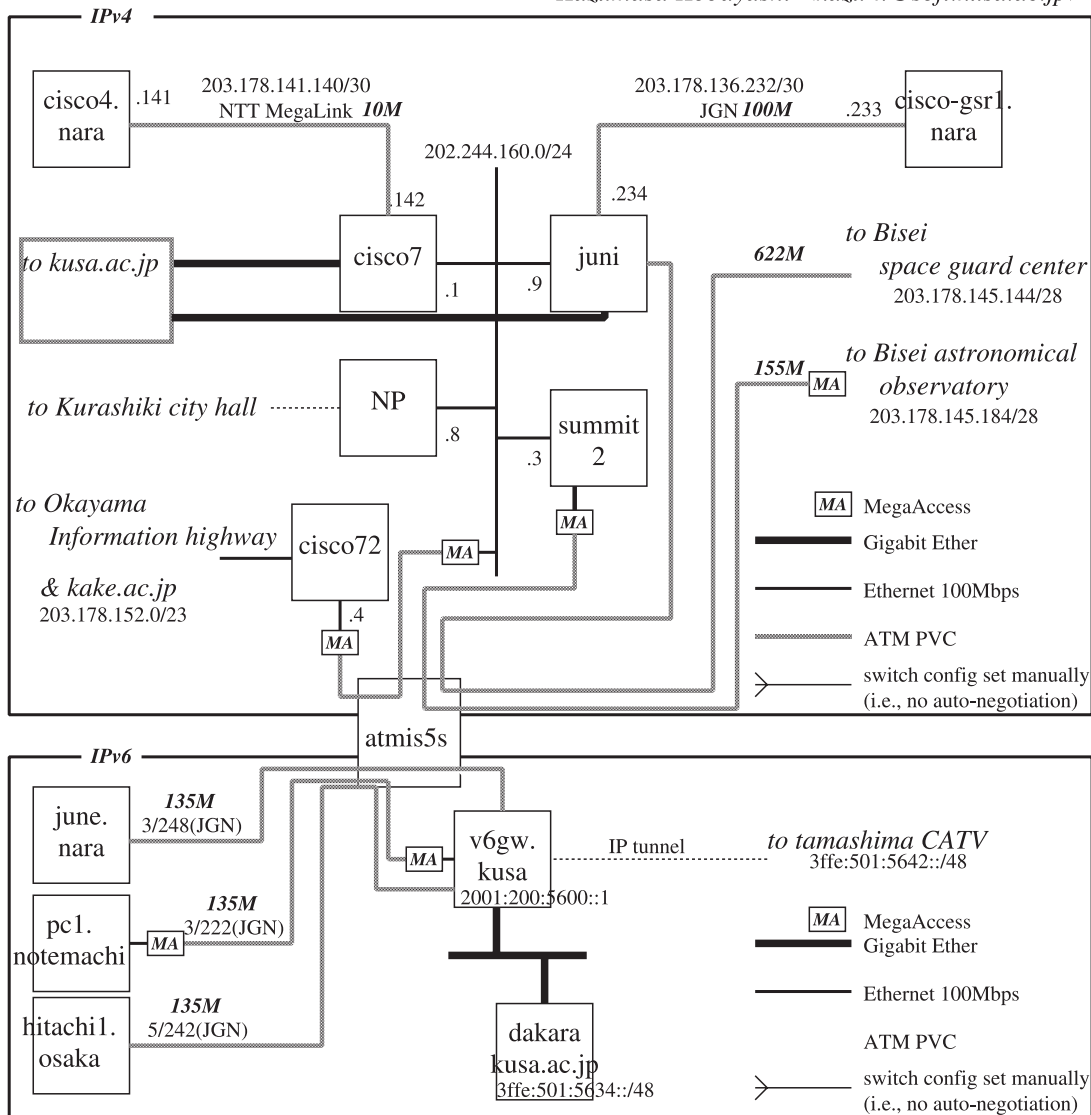 IPv4
cisco4.
nara
.141
203.178.141.140/30
NTT MegaLink 10M
203.178.136.232/30
JGN 100M
.233
cisco-gsr1.
nara
202.244.160.0/24
.142
.234
to kusa.ac.jp
cisco7
.1
.9
juni
622M
to Bisei
space guard center
203.178.145.144/28
155M
MA
to Bisei astronomical
observatory
203.178.145.184/28
to Kurashiki city hall
NP
.8
.3
summit
2
MA
to Okayama
Information highway
& kake.ac.jp
203.178.152.0/23
cisco72
.4
MA
MA
MA MegaAccess
Gigabit Ether
Ethernet 100Mbps
ATM PVC
switch config set manually
(i.e., no auto-negotiation)
atmis5s
IPv6
june.
nara
135M
3/248(JGN)
pc1.
notemachi
MA
135M
3/222(JGN)
hitachi1.
osaka
135M
5/242(JGN)
MA
v6gw.
kusa
2001:200:5600::1
IP tunnel
to tamashima CATV
3ffe:501:5642::/48
dakara
kusa.ac.jp
3ffe:501:5634::/48
MA MegaAccess
Gigabit Ether
Ethernet 100Mbps
ATM PVC
switch config set manually
(i.e., no auto-negotiation)